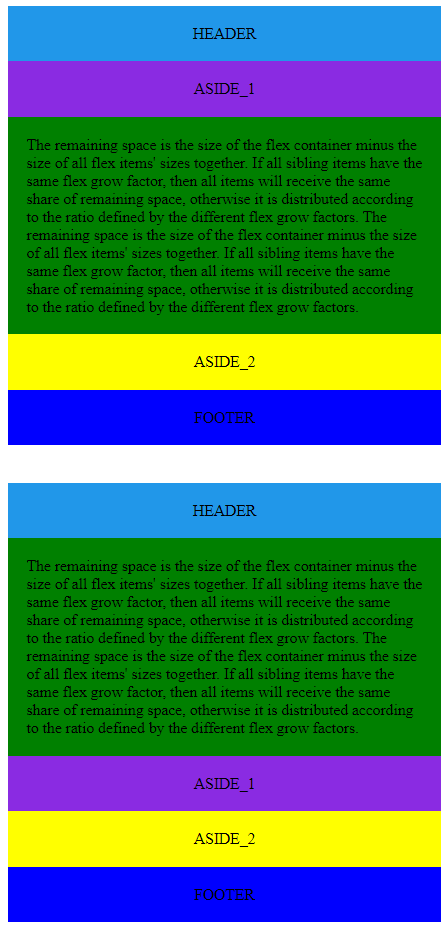 HEADER
ASIDE_1
The remaining space is the size of the flex container minus the
size of all flex items' sizes together. If all sibling items have the
same flex grow factor, then all items will receive the same
share of remaining space, otherwise it is distributed according
to the ratio defined by the different flex grow factors. The
remaining space is the size of the flex container minus the size
of all flex items' sizes together. If all sibling items have the
same flex grow factor, then all items will receive the same
share of remaining space, otherwise it is distributed according
to the ratio defined by the different flex grow factors.
ASIDE_2
FOOTER
HEADER
The remaining space is the size of the flex container minus the
size of all flex items' sizes together. If all sibling items have the
same flex grow factor, then all items will receive the same
share of remaining space, otherwise it is distributed according
to the ratio defined by the different flex grow factors. The
remaining space is the size of the flex container minus the size
of all flex items' sizes together. If all sibling items have the
same flex grow factor, then all items will receive the same
share of remaining space, otherwise it is distributed according
to the ratio defined by the different flex grow factors.
ASIDE_1
ASIDE_2
FOOTER